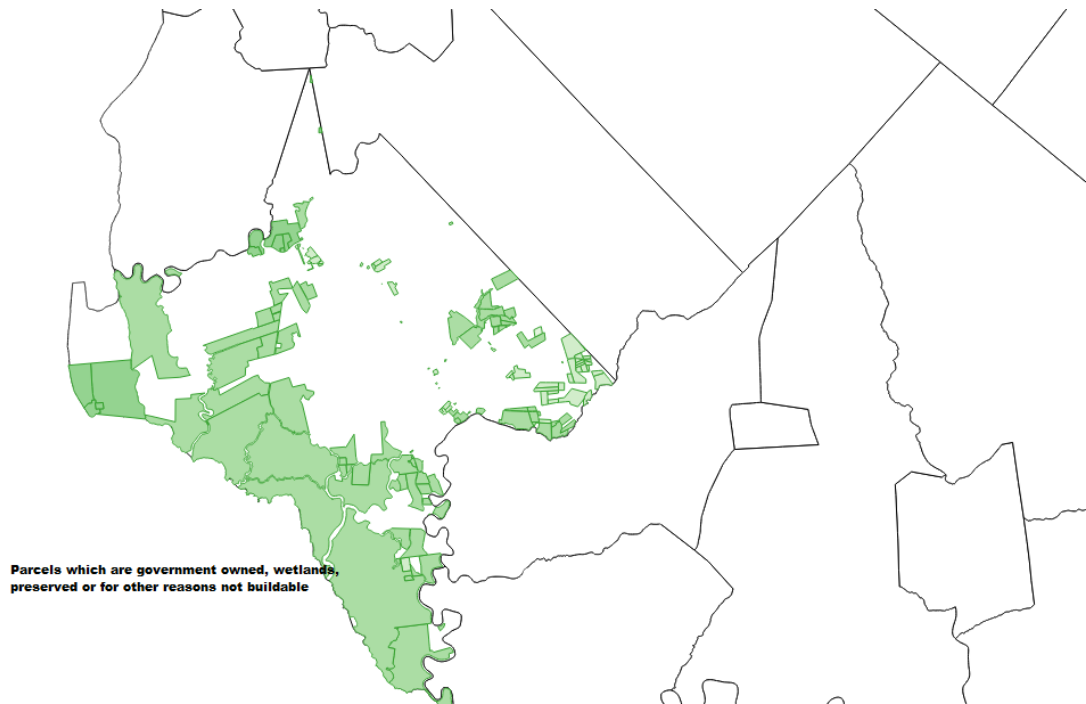 Parcels which are government owned, wetlands,
preserved or for other reasons not buildable